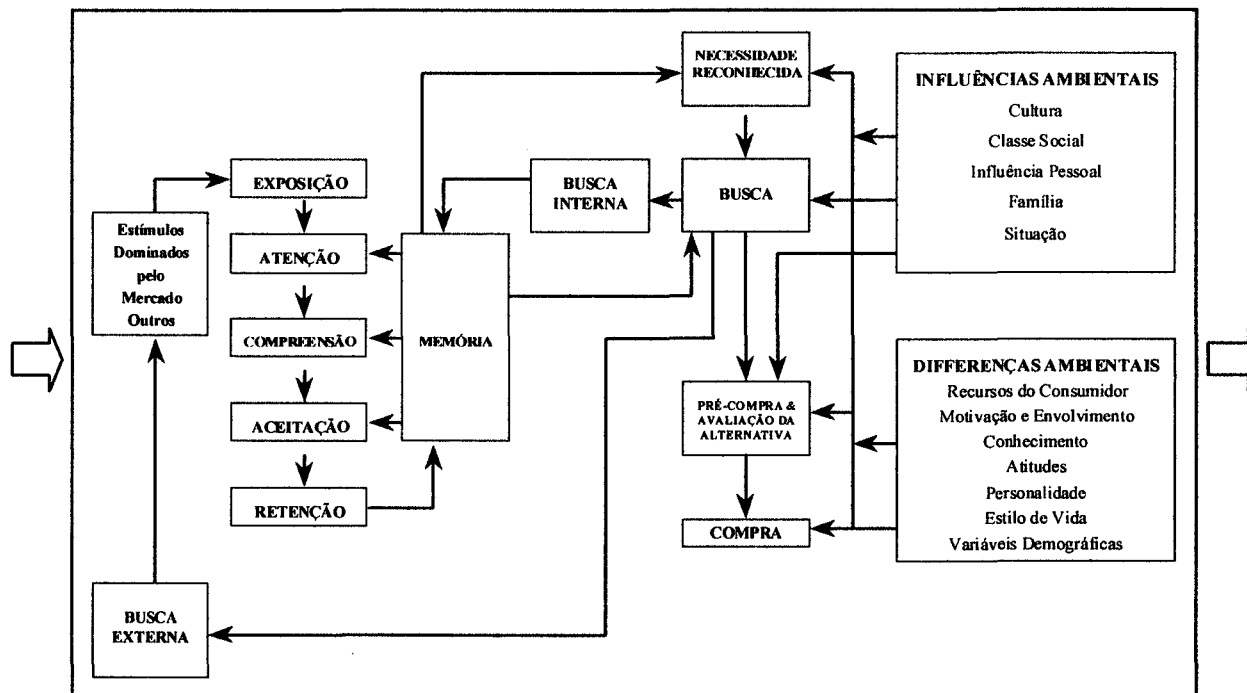 NECESSIDADE
RECONHECIDA
INFLUÊNCIAS AMBIENTAIS
Cultura
Classe Social
Influência Pessoal
Família
Situação
EXPOSIÇÃO
BUSCA
INTERNA
BUSCA
Estímulos
Dominados
pelo
Mercado
Outros
ATENÇÃO
COMPREENSÃO
MEMÓRIA
ACEITAÇÃO
RETENÇÃO
PRÉ-COMPRA &
AVALIAÇÃO DA
ALTERNATIVA
COMPRA
DIFFERENÇAS AMBIENTAIS
Recursos do Consumidor
Motivação e Envolvimento
Conhecimento
Atitudes
Personalidade
Estilo de Vida
Variáveis Demográficas
BUSCA
EXTERNA